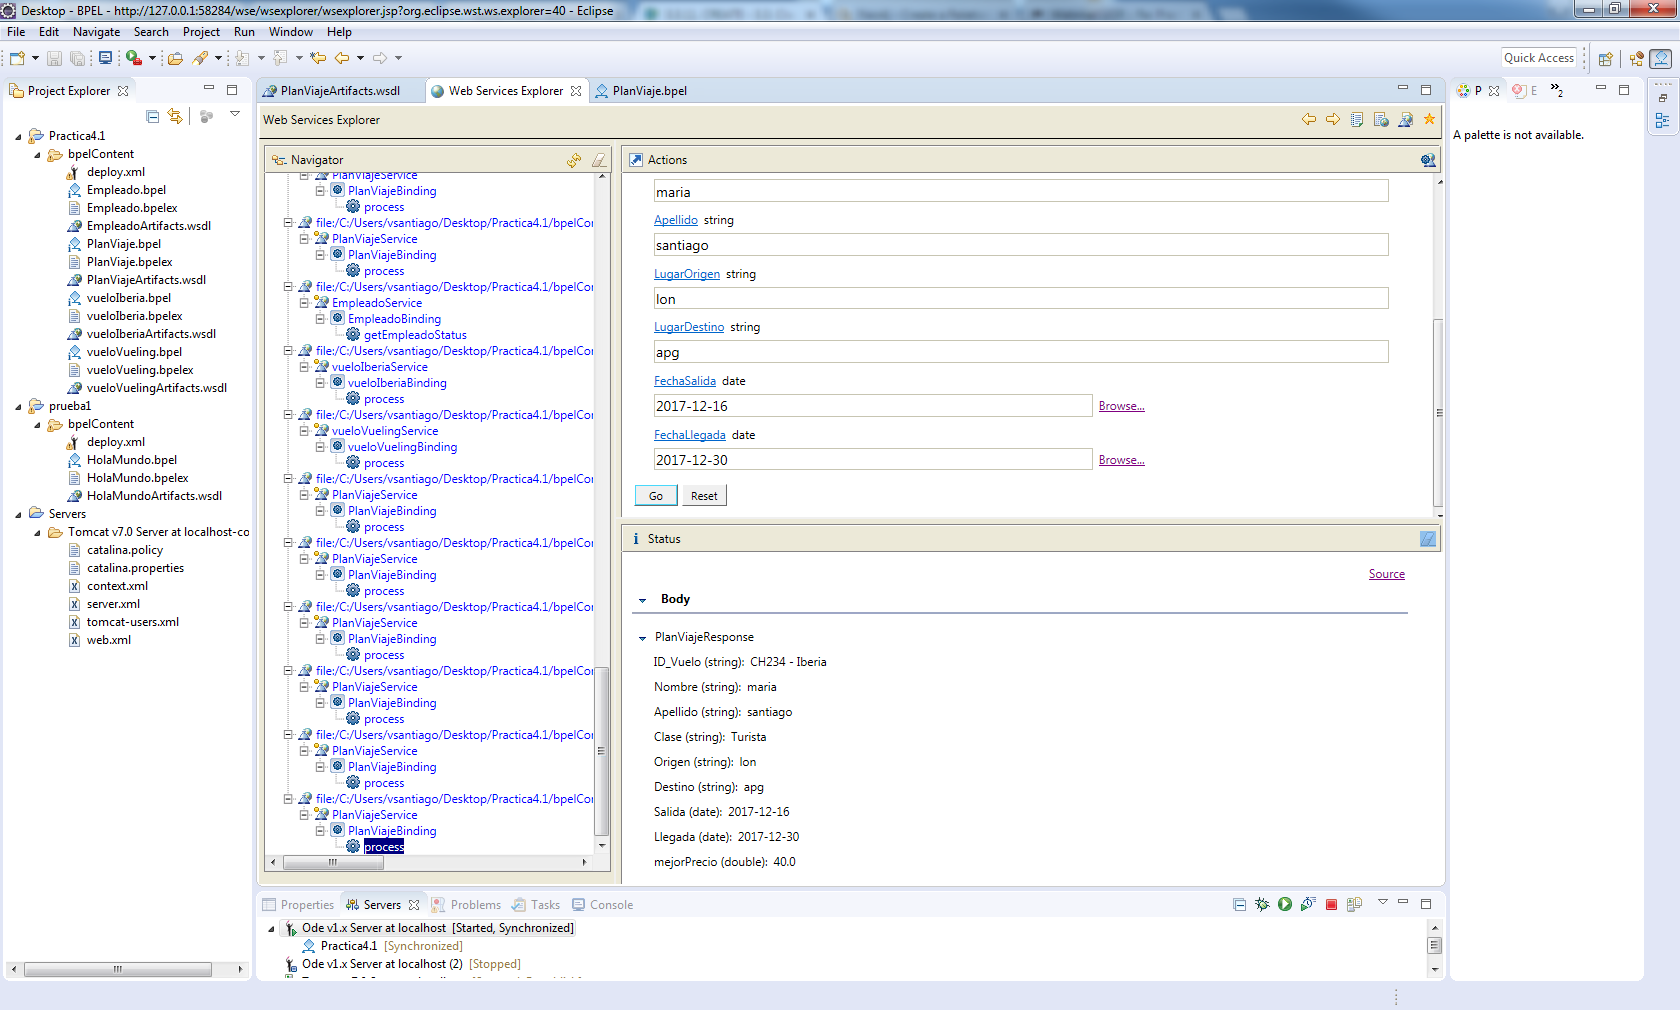 Desktop - BPEL - http://127.0.0.1:58284/wse/wsexplorer/wsexplorer.jsp?org.eclipse.wst.ws.explorer=40 - Eclipse
File Edit Navigate Search Project Run Window Help
Quick Access
Project Explorer
Practica4.1
bpelContent
deploy.xml
Empleado.bpel
Empleado.bpelex
EmpleadoArtifacts.wsdl
PlanViaje.bpel
PlanViaje.bpelex
PlanViajeArtifacts.wsdl
vueloIberia.bpel
vueloIberia.bpelex
vueloIberiaArtifacts.wsdl
vueloVueling.bpel
vueloVueling.bpelex
vueloVuelingArtifacts.wsdl
prueba1
bpelContent
deploy.xml
HolaMundo.bpel
HolaMundo.bpelex
HolaMundoArtifacts.wsdl
Servers
Tomcat v7.0 Server at localhost-co
catalina.policy
catalina.properties
context.xml
server.xml
tomcat-users.xml
web.xml
PlanViajeArtifacts.wsdl Web Services Explorer PlanViaje.bpel
Web Services Explorer
Navigator
PlanViajeService
PlanViajeBinding
process
file:/C:/Users/vsantiago/Desktop/Practica4.1/bpelCor
PlanViajeService
PlanViajeBinding
process
file:/C:/Users/vsantiago/Desktop/Practica4.1/bpelCor
EmpleadoService
EmpleadoBinding
getEmpleadoStatus
file:/C:/Users/vsantiago/Desktop/Practica4.1/bpelCor
vueloIberiaService
vueloIberiaBinding
process
file:/C:/Users/vsantiago/Desktop/Practica4.1/bpelCor
vueloVuelingService
vueloVuelingBinding
process
file:/C:/Users/vsantiago/Desktop/Practica4.1/bpelCor
PlanViajeService
PlanViajeBinding
process
file:/C:/Users/vsantiago/Desktop/Practica4.1/bpelCor
PlanViajeService
PlanViajeBinding
process
file:/C:/Users/vsantiago/Desktop/Practica4.1/bpelCor
PlanViajeService
PlanViajeBinding
process
file:/C:/Users/vsantiago/Desktop/Practica4.1/bpelCor
PlanViajeService
PlanViajeBinding
process
file:/C:/Users/vsantiago/Desktop/Practica4.1/bpelCor
PlanViajeService
PlanViajeBinding
process
file:/C:/Users/vsantiago/Desktop/Practica4.1/bpelCor
PlanViajeService
PlanViajeBinding
process
Actions
maria
Apellido string
santiago
LugarOrigen string
lon
LugarDestino string
apg
FechaSalida date
2017-12-16 Browse...
FechaLlegada date
2017-12-30 Browse...
Go Reset
i Status
Source
Body
PlanViajeResponse
ID_Vuelo (string): CH234 - Iberia
Nombre (string): maria
Apellido (string): santiago
Clase (string): Turista
Origen (string): lon
Destino (string): apg
Salida (date): 2017-12-16
Llegada (date): 2017-12-30
mejorPrecio (double): 40.0
P E »2
A palette is not available.
Properties Servers Problems Tasks Console
Ode v1.x Server at localhost [Started, Synchronized]
Practica4.1 [Synchronized]
Ode v1.x Server at localhost (2) [Stopped]